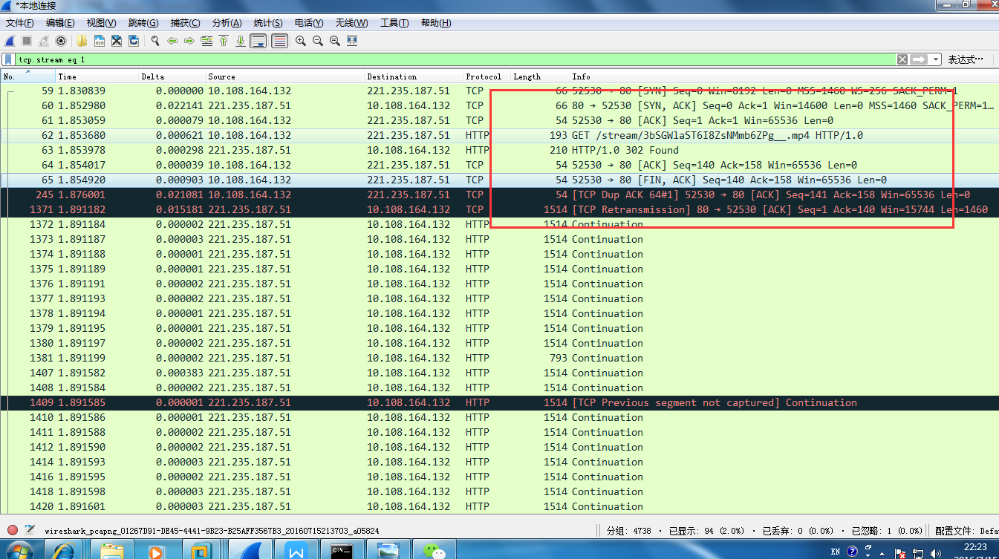 *本地连接
文件(F) 编辑(E) 视图(V) 跳转(G) 捕获(C) 分析(A) 统计(S) 电话(Y) 无线(W) 工具(T) 帮助(H)
tcp.stream eq 1 表达式…
No. Time Delta Source Destination Protocol Length Info
59 1.830839 0.000000 10.108.164.132 221.235.187.51 TCP 66 52530 → 80 [SYN] Seq=0 Win=8192 Len=0 MSS=1460 WS=256 SACK_PERM=1
60 1.852980 0.022141 221.235.187.51 10.108.164.132 TCP 66 80 → 52530 [SYN, ACK] Seq=0 Ack=1 Win=14600 Len=0 MSS=1460 SACK_PERM=1…
61 1.853059 0.000079 10.108.164.132 221.235.187.51 TCP 54 52530 → 80 [ACK] Seq=1 Ack=1 Win=65536 Len=0
62 1.853680 0.000621 10.108.164.132 221.235.187.51 HTTP 193 GET /stream/3bSGWlaST6I8ZsNMmb6ZPg__.mp4 HTTP/1.0
63 1.853978 0.000298 221.235.187.51 10.108.164.132 HTTP 210 HTTP/1.0 302 Found
64 1.854017 0.000039 10.108.164.132 221.235.187.51 TCP 54 52530 → 80 [ACK] Seq=140 Ack=158 Win=65536 Len=0
65 1.854920 0.000903 10.108.164.132 221.235.187.51 TCP 54 52530 → 80 [FIN, ACK] Seq=140 Ack=158 Win=65536 Len=0
245 1.876001 0.021081 10.108.164.132 221.235.187.51 TCP 54 [TCP Dup ACK 64#1] 52530 → 80 [ACK] Seq=141 Ack=158 Win=65536 Len=0
1371 1.891182 0.015181 221.235.187.51 10.108.164.132 TCP 1514 [TCP Retransmission] 80 → 52530 [ACK] Seq=1 Ack=140 Win=15744 Len=1460
1372 1.891184 0.000002 221.235.187.51 10.108.164.132 HTTP 1514 Continuation
1373 1.891187 0.000003 221.235.187.51 10.108.164.132 HTTP 1514 Continuation
1374 1.891188 0.000001 221.235.187.51 10.108.164.132 HTTP 1514 Continuation
1375 1.891189 0.000001 221.235.187.51 10.108.164.132 HTTP 1514 Continuation
1376 1.891191 0.000002 221.235.187.51 10.108.164.132 HTTP 1514 Continuation
1377 1.891193 0.000002 221.235.187.51 10.108.164.132 HTTP 1514 Continuation
1378 1.891194 0.000001 221.235.187.51 10.108.164.132 HTTP 1514 Continuation
1379 1.891195 0.000001 221.235.187.51 10.108.164.132 HTTP 1514 Continuation
1380 1.891197 0.000002 221.235.187.51 10.108.164.132 HTTP 1514 Continuation
1381 1.891199 0.000002 221.235.187.51 10.108.164.132 HTTP 793 Continuation
1407 1.891582 0.000383 221.235.187.51 10.108.164.132 HTTP 1514 Continuation
1408 1.891584 0.000002 221.235.187.51 10.108.164.132 HTTP 1514 Continuation
1409 1.891585 0.000001 221.235.187.51 10.108.164.132 HTTP 1514 [TCP Previous segment not captured] Continuation
1410 1.891586 0.000001 221.235.187.51 10.108.164.132 HTTP 1514 Continuation
1411 1.891588 0.000002 221.235.187.51 10.108.164.132 HTTP 1514 Continuation
1412 1.891590 0.000002 221.235.187.51 10.108.164.132 HTTP 1514 Continuation
1414 1.891593 0.000003 221.235.187.51 10.108.164.132 HTTP 1514 Continuation
1416 1.891595 0.000002 221.235.187.51 10.108.164.132 HTTP 1514 Continuation
1418 1.891598 0.000003 221.235.187.51 10.108.164.132 HTTP 1514 Continuation
1420 1.891601 0.000003 221.235.187.51 10.108.164.132 HTTP 1514 Continuation
wireshark_pcapng_01267D91-DE45-4441-9B23-B25AFF3567B3_20160715213703_a05824 分组: 4738 · 已显示: 94 (2.0%) · 已丢弃: 0 (0.0%) · 已忽略: 1 (0.0%) 配置文件: Defa
EN 22:23